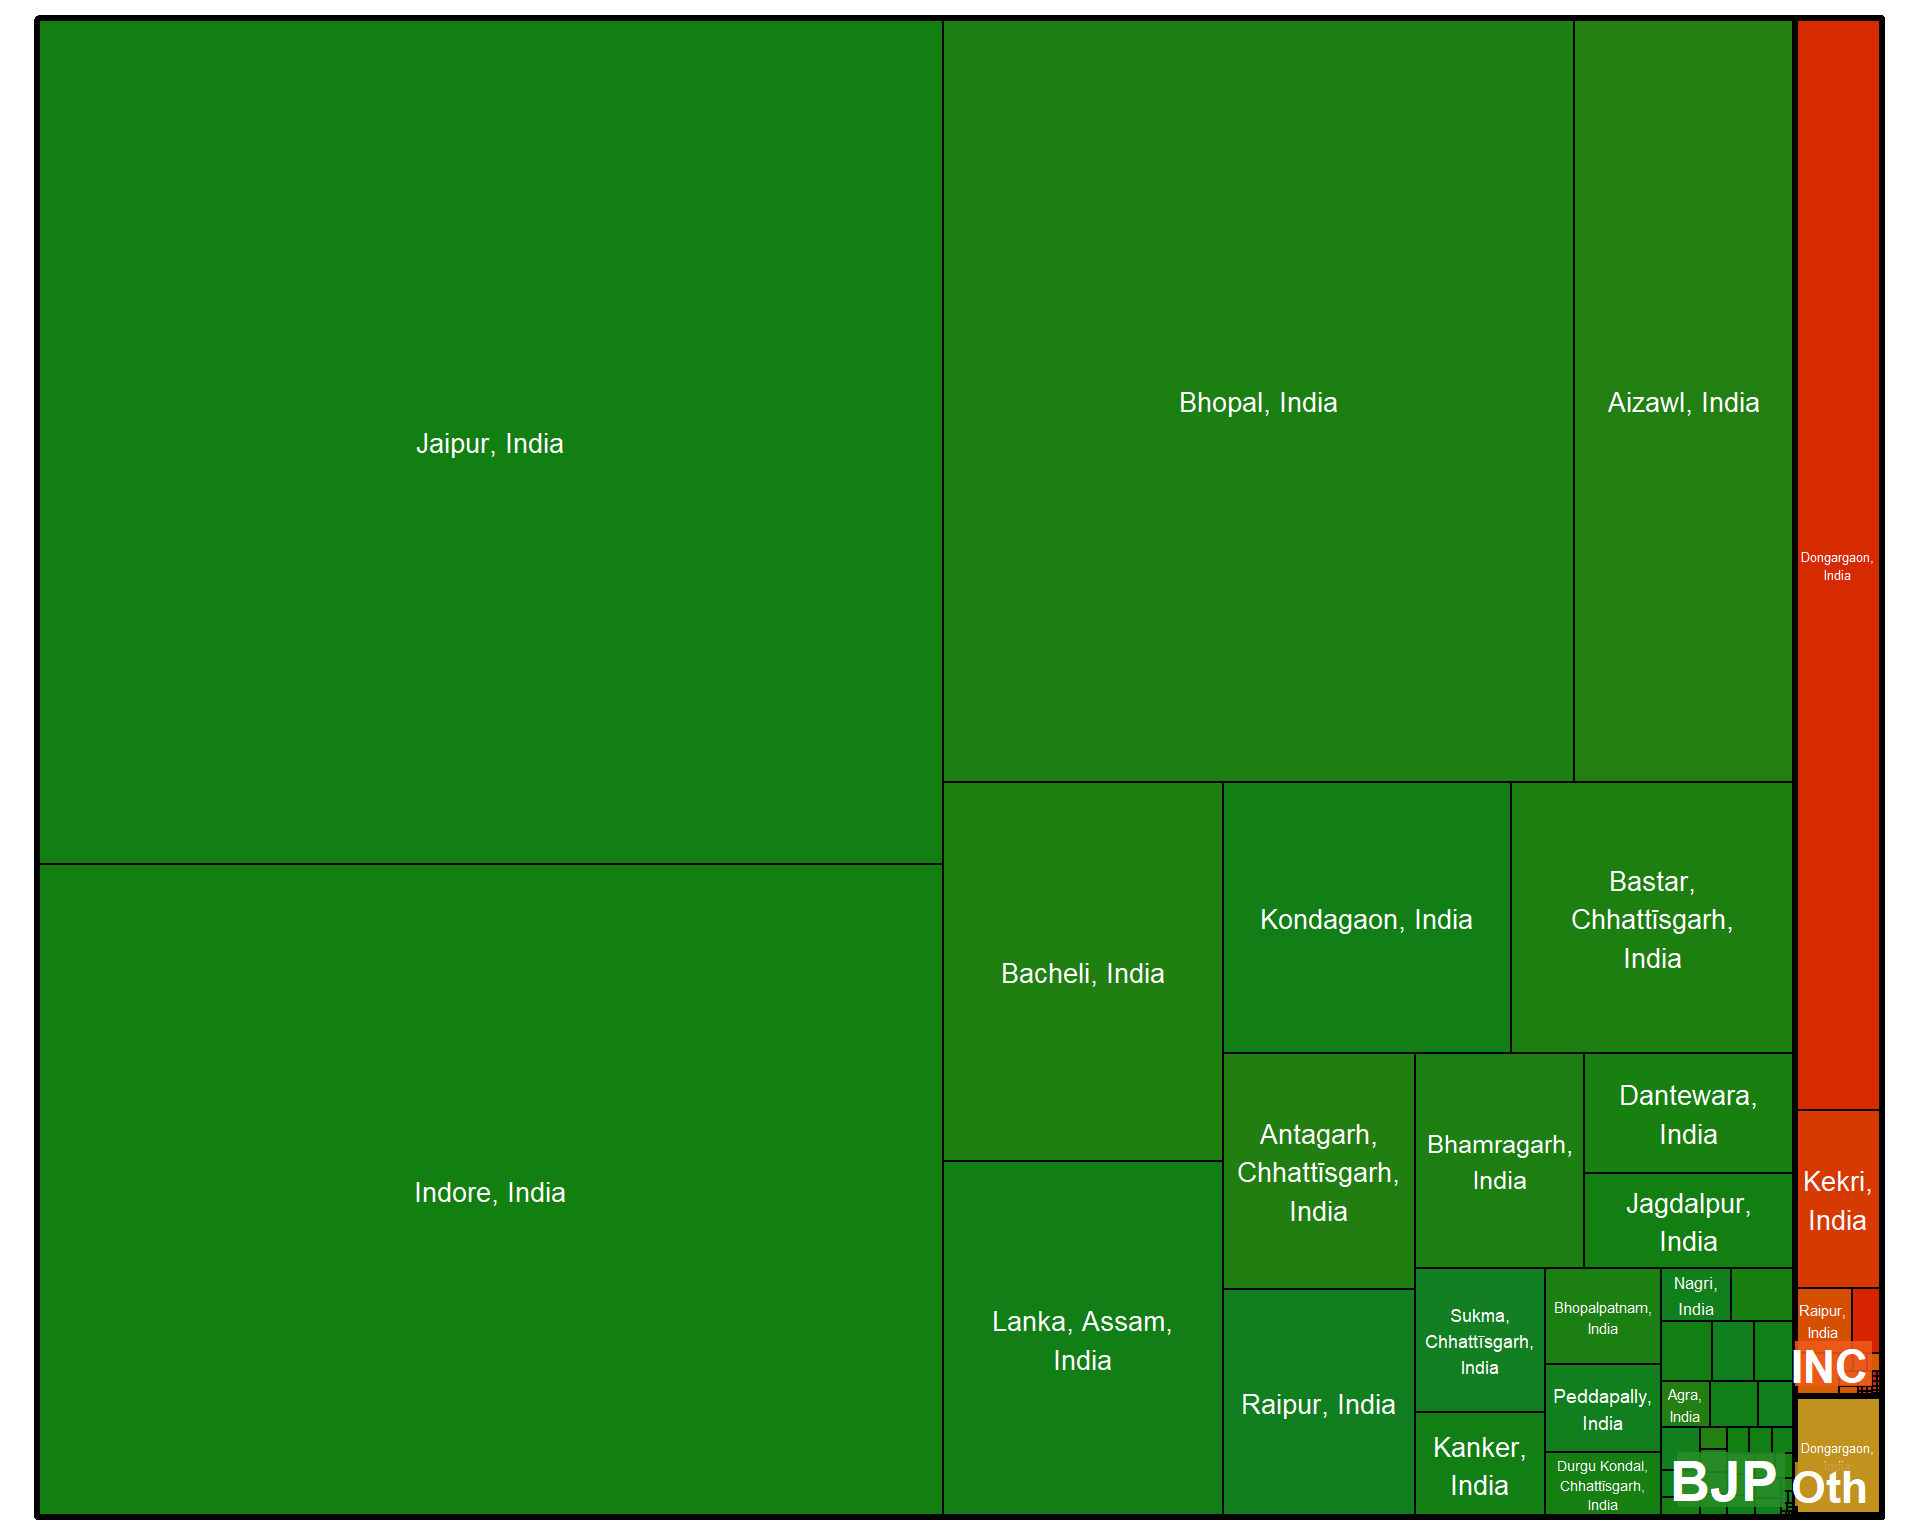 Jaipur, India
Indore, India
Bhopal, India
Aizawl, India
Bacheli, India
Lanka, Assam,
India
Kondagaon, India
Bastar,
Chhattīsgarh,
India
Antagarh,
Chhattīsgarh,
India
Raipur, India
Bhamragarh,
India
Dantewara,
India
Jagdalpur,
India
Sukma,
Chhattīsgarh,
India
Kanker,
India
Bhopalpatnam,
India
Peddapally,
India
Durgu Kondal,
Chhattīsgarh,
India
Nagri,
India
Agra,
India
BJP
Dongargaon,
India
Kekri,
India
Raipur,
India
INC
Dongargaon,
India
Oth